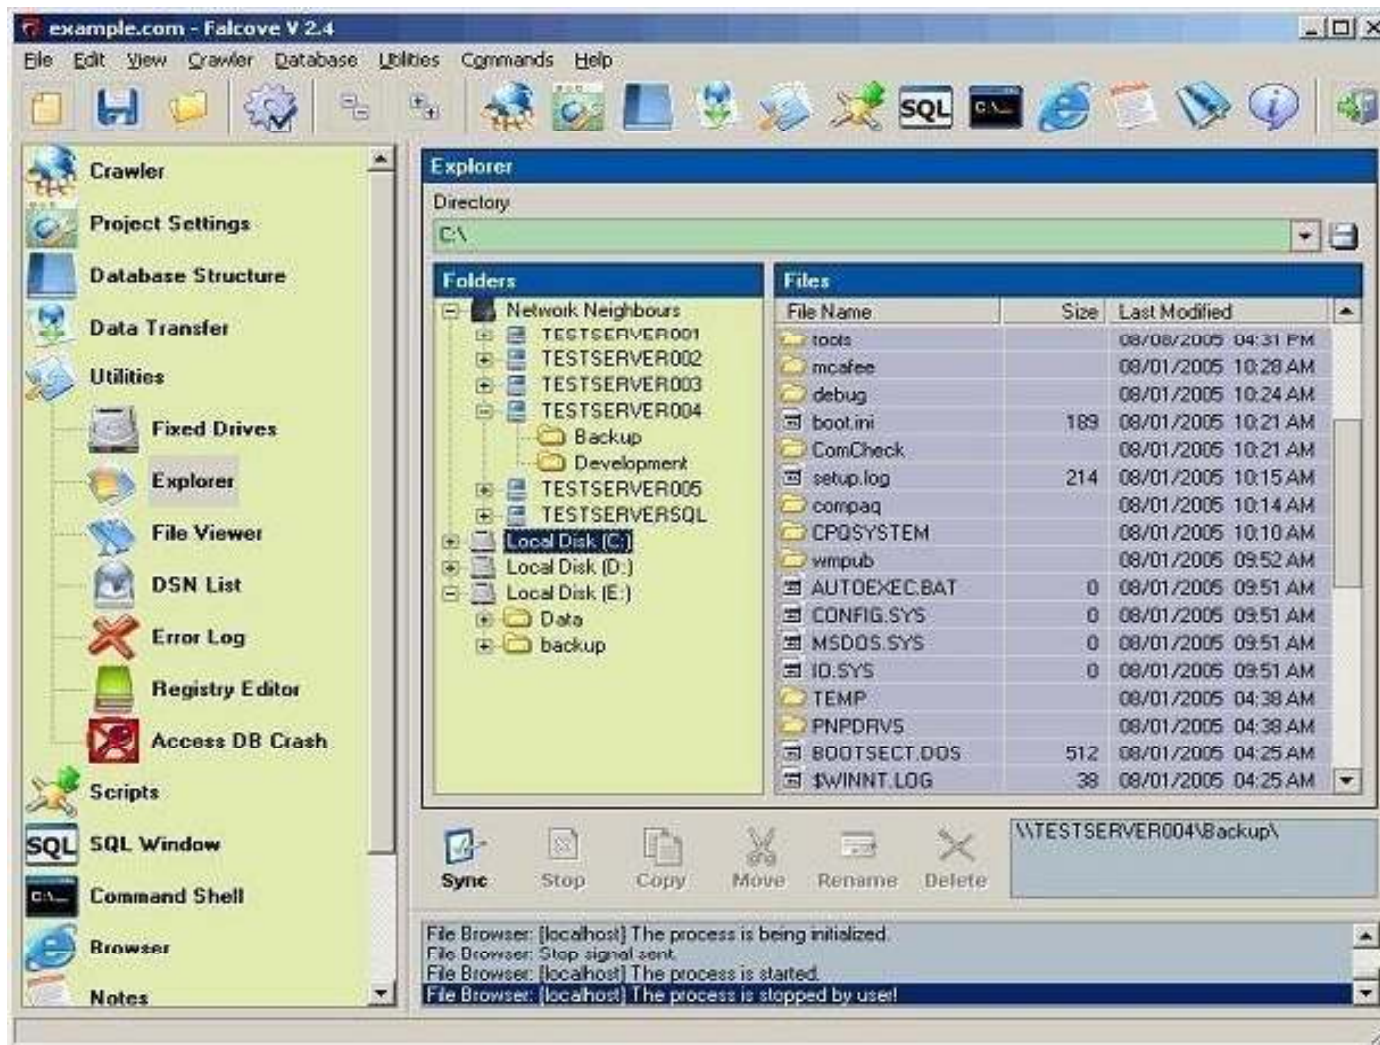 example.com - Falcove V 2.4
File Edit View Crawler Database Utilities Commands Help
SQL
C:\_
Crawler
Project Settings
Database Structure
Data Transfer
Utilities
Fixed Drives
Explorer
File Viewer
DSN List
Error Log
Registry Editor
Access DB Crash
Scripts
SQL SQL Window
C:\_ Command Shell
Browser
Notes
Explorer
Directory
C:\
Folders
Network Neighbours
TESTSERVER001
TESTSERVER002
TESTSERVER003
TESTSERVER004
Backup
Development
TESTSERVER005
TESTSERVERSQL
Local Disk (C:)
Local Disk (D:)
Local Disk (E:)
Data
backup
Files
File Name Size Last Modified
tools 08/08/2005 04:31 PM
mcafee 08/01/2005 10:28 AM
debug 08/01/2005 10:24 AM
boot.ini 189 08/01/2005 10:21 AM
ComCheck 08/01/2005 10:21 AM
setup.log 214 08/01/2005 10:15 AM
compaq 08/01/2005 10:14 AM
CPQSYSTEM 08/01/2005 10:10 AM
wmpub 08/01/2005 09:52 AM
AUTOEXEC.BAT 0 08/01/2005 09:51 AM
CONFIG.SYS 0 08/01/2005 09:51 AM
MSDOS.SYS 0 08/01/2005 09:51 AM
IO.SYS 0 08/01/2005 09:51 AM
TEMP 08/01/2005 04:38 AM
PNPDRVS 08/01/2005 04:38 AM
BOOTSECT.DOS 512 08/01/2005 04:25 AM
$WINNT.LOG 38 08/01/2005 04:25 AM
Sync Stop Copy Move Rename Delete
\\TESTSERVER004\Backup\
File Browser: [localhost] The process is being initialized.
File Browser: Stop signal sent.
File Browser: [localhost] The process is started.
File Browser: [localhost] The process is stopped by user!